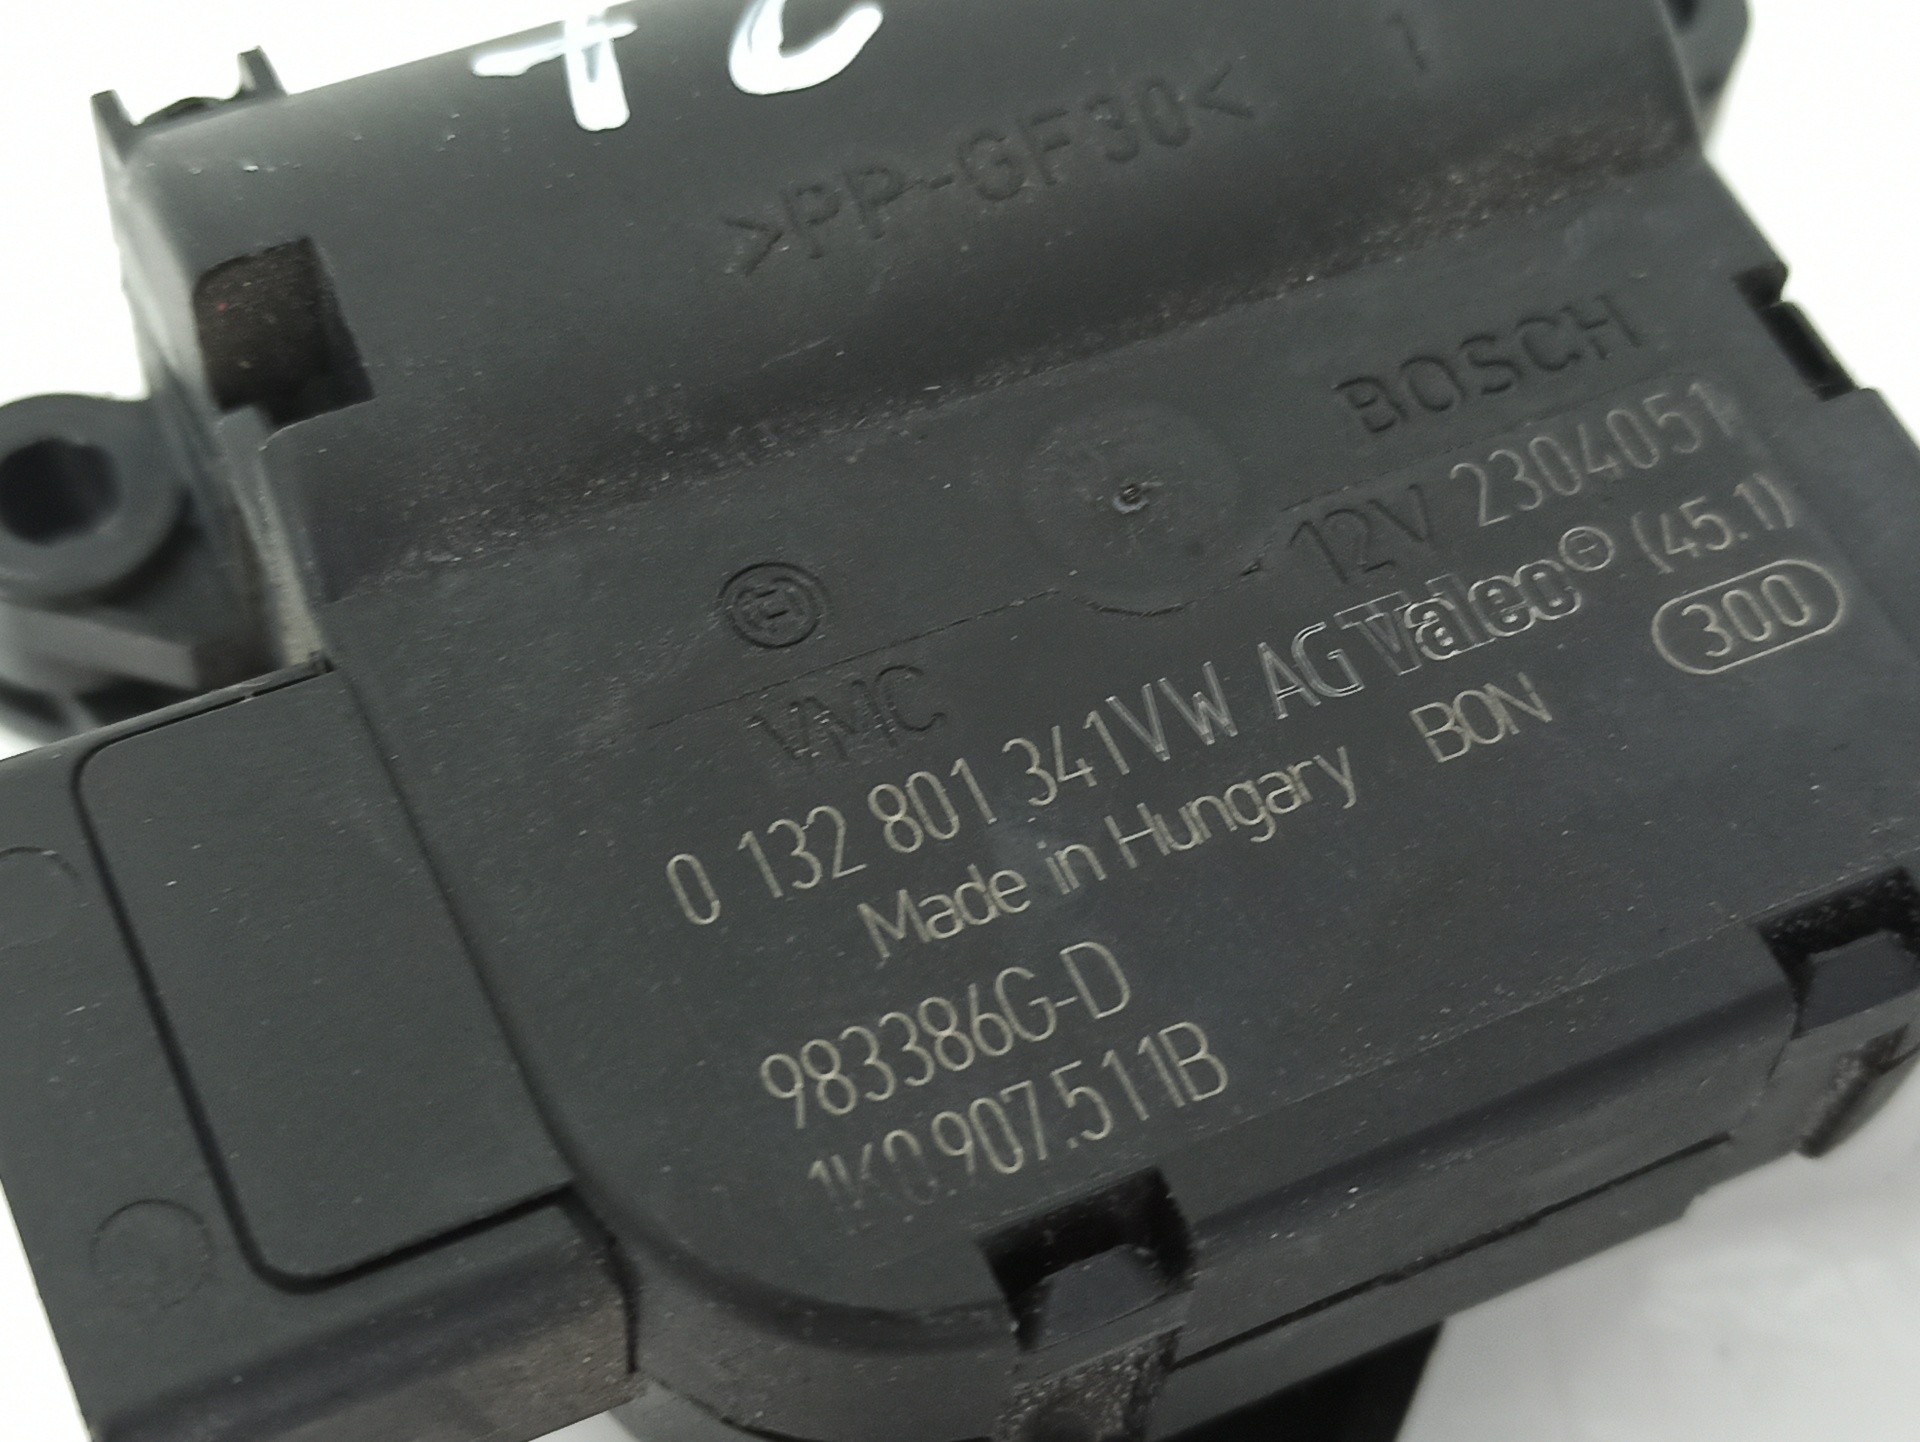 >PP-GF30<
1
BOSCH
12V 2304051
VMC
0 132 801 341VW AG Valeo (45.1)
Made in Hungary BON 300
983386G-D
1K0.907.511B